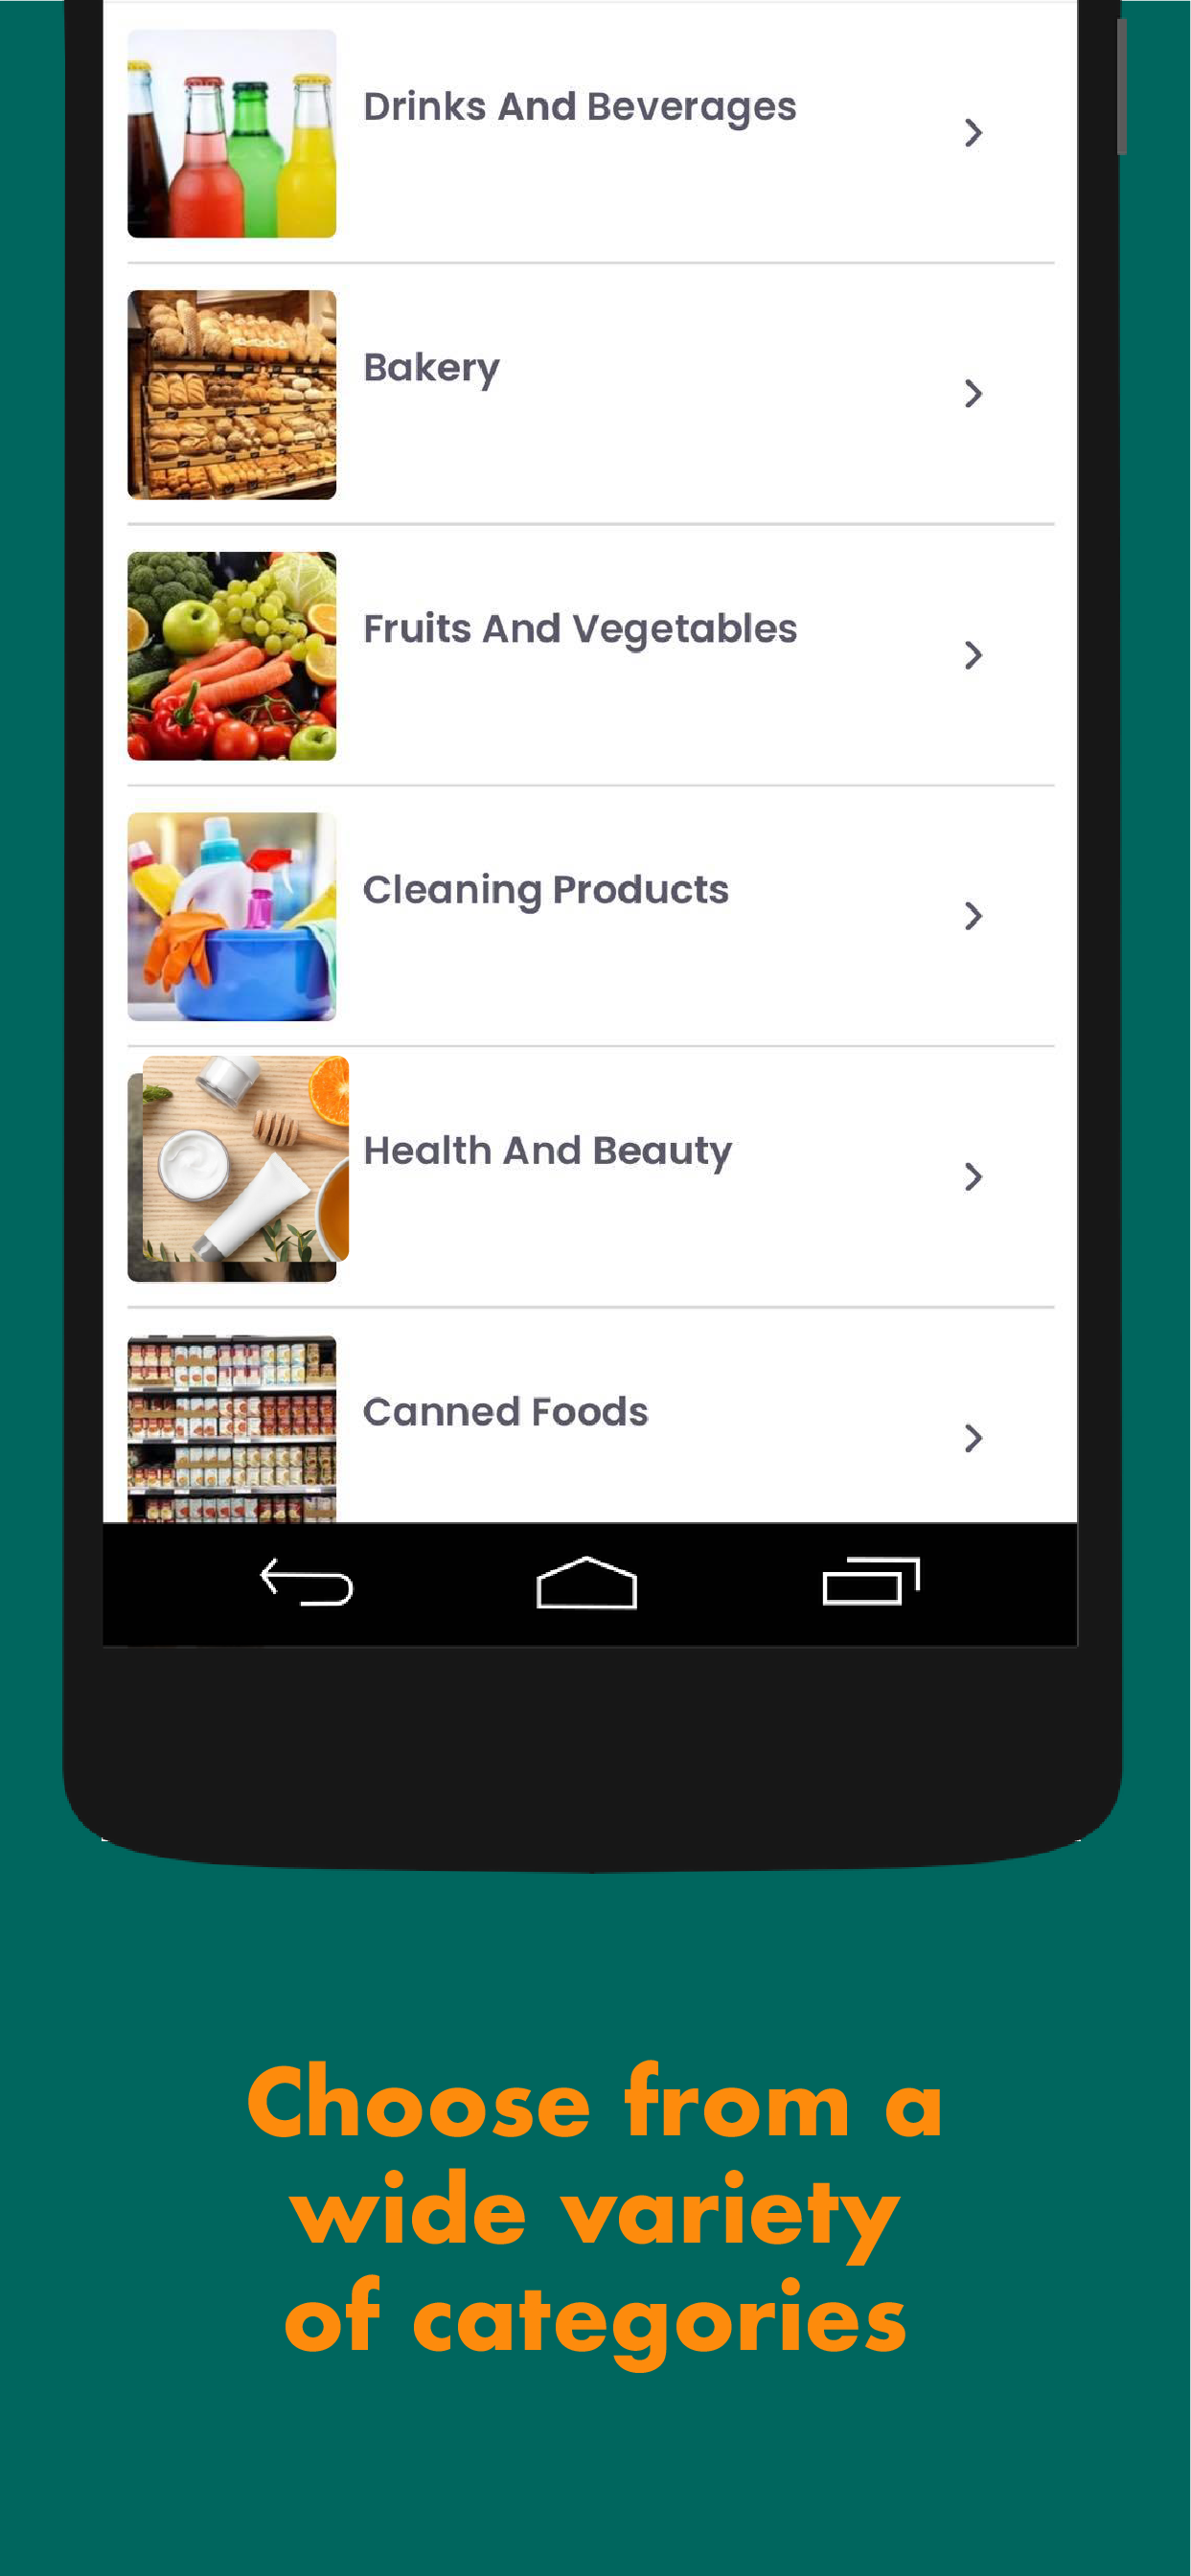 Drinks And Beverages
Bakery
Fruits And Vegetables
Cleaning Products
Health And Beauty
Canned Foods
Choose from a
wide variety
of categories